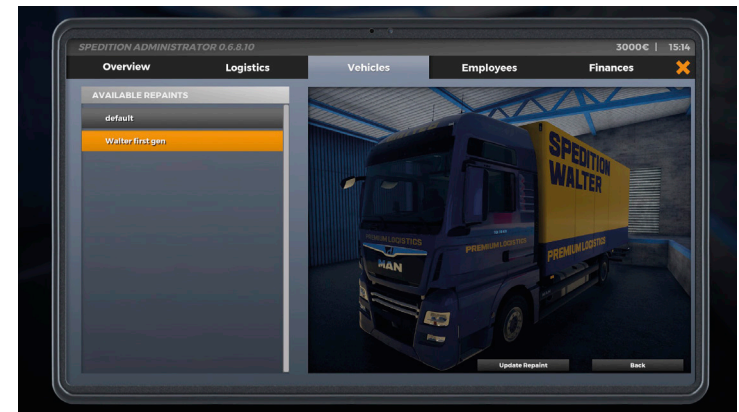 SPEDITION ADMINISTRATOR 0.6.8.10
3000€ | 15:14
Overview
Logistics
Vehicles
Employees
Finances
AVAILABLE REPAINTS
default
Walter first gen
SPEDITION
WALTER
PREMIUM LOGISTICS
PREMIUM LOGISTICS
PREMIUM LOGISTICS
MAN
Update Repaint
Back